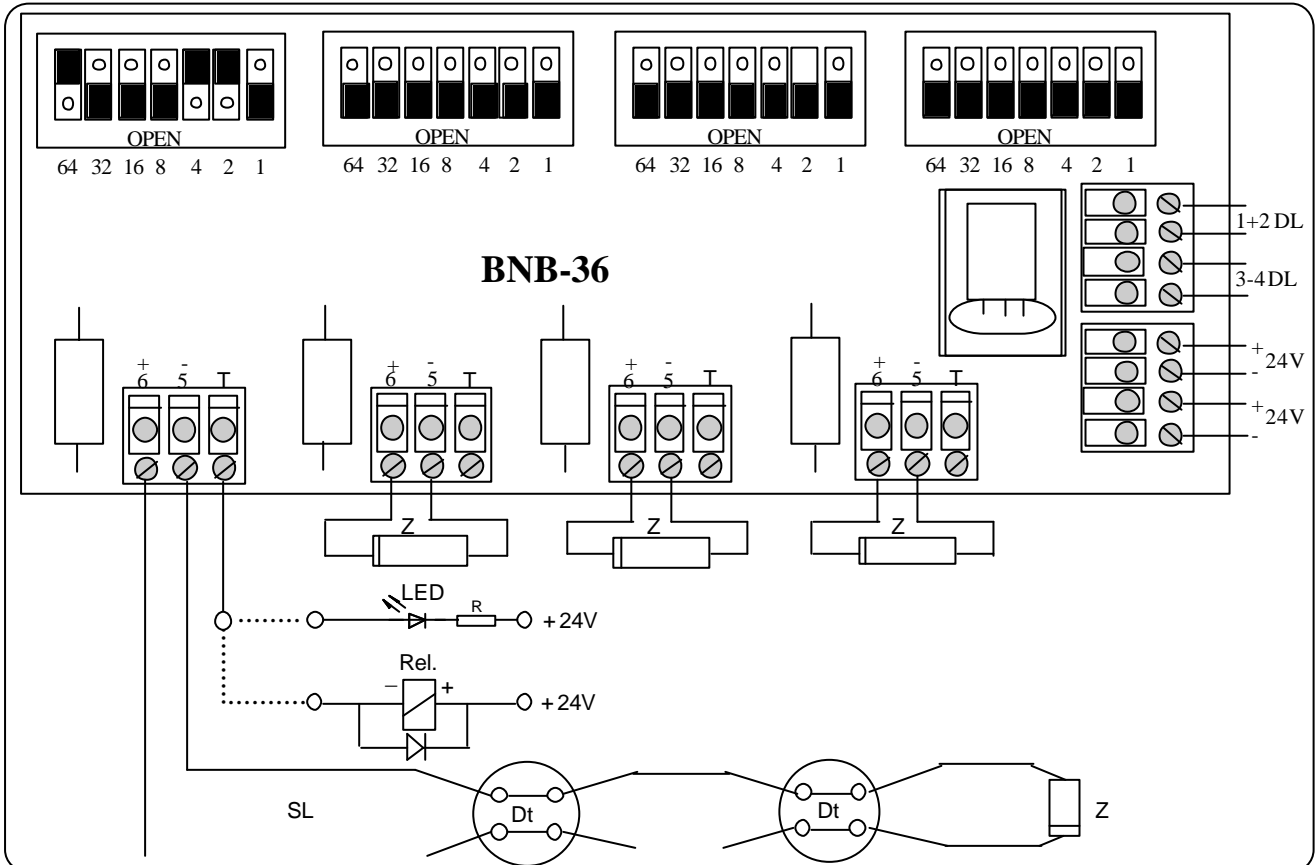 OPEN OPEN OPEN OPEN
64 32 16 8 4 2 1 64 32 16 8 4 2 1 64 32 16 8 4 2 1 64 32 16 8 4 2 1
1+2 DL
BNB-36
3-4DL
+ - + - + - + -
6 5 T 6 5 T 6 5 T 6 5 T
+
24V
-
+
24V
-
Z Z Z
LED
R
+24V
Rel.
– +
+24V
SL Dt Dt Z